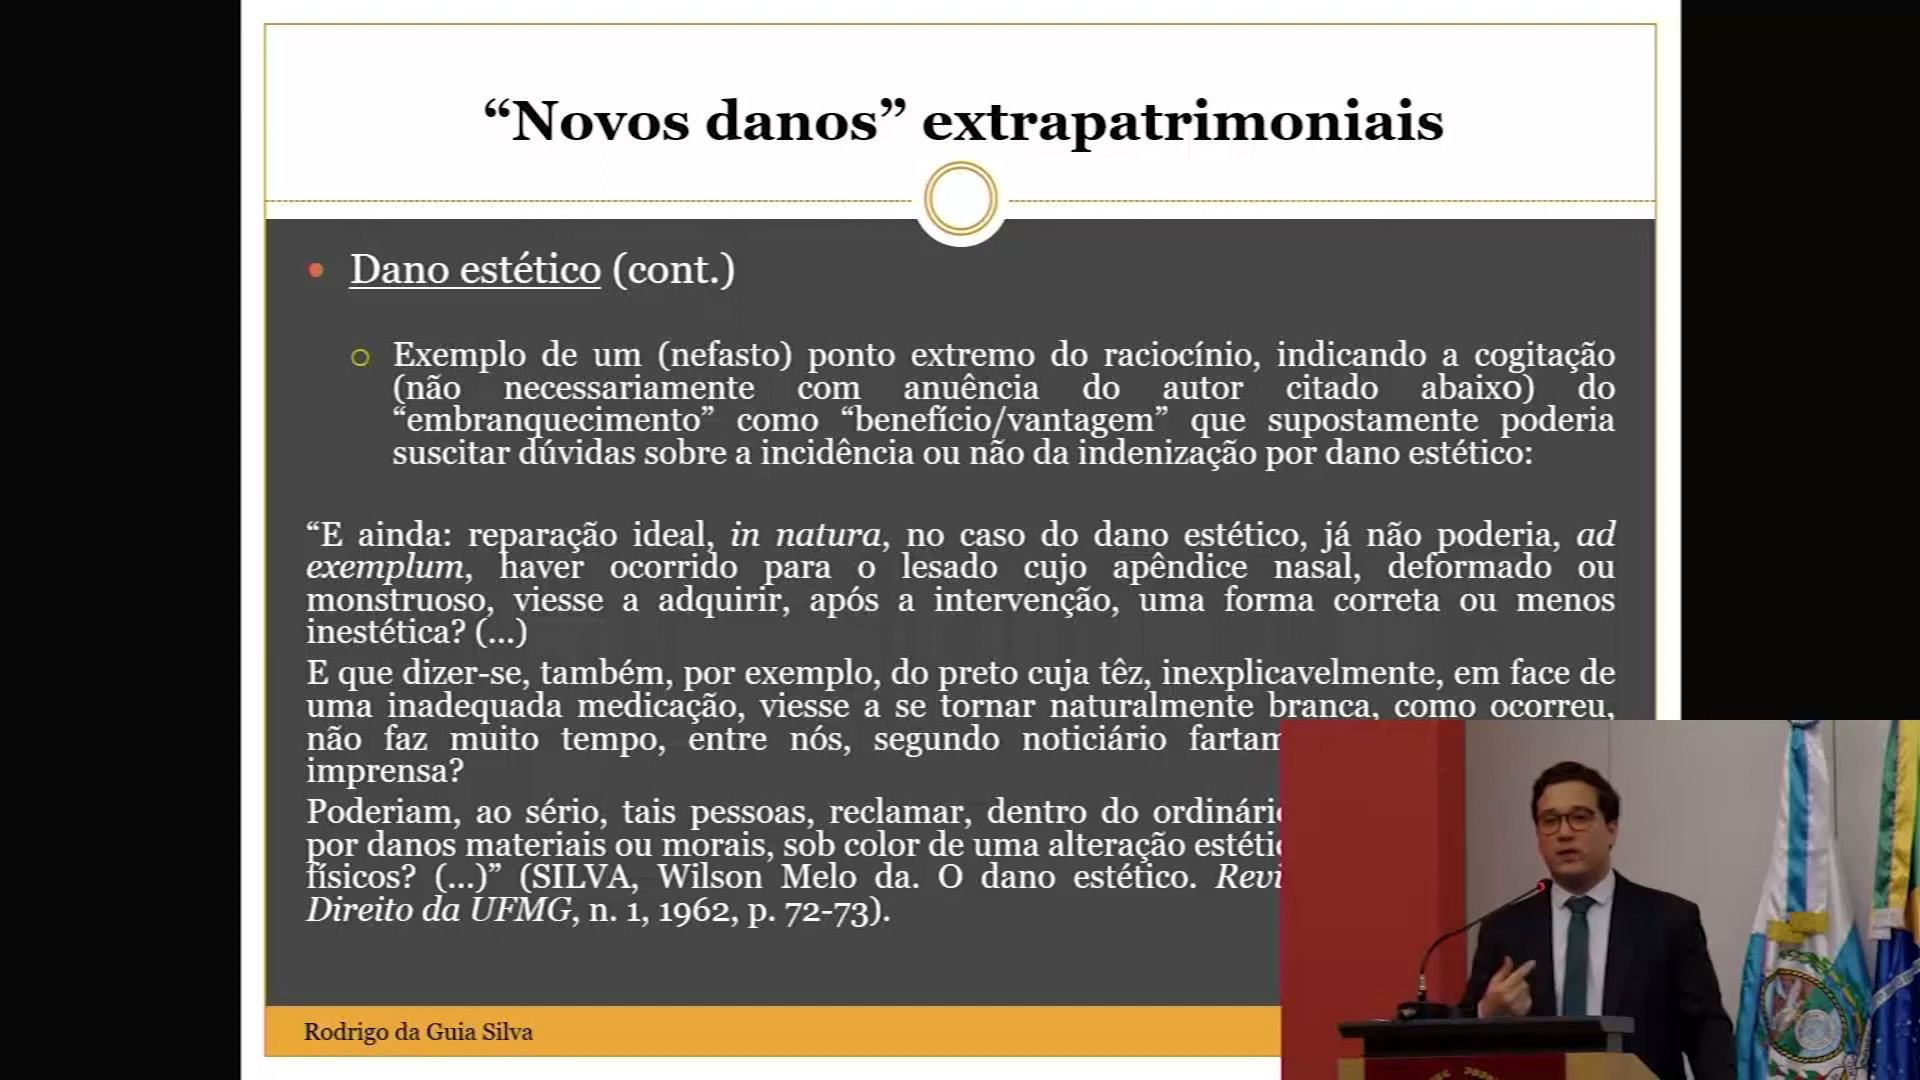 “Novos danos” extrapatrimoniais
Dano estético (cont.)
Exemplo de um (nefasto) ponto extremo do raciocínio, indicando a cogitação
(não necessariamente com anuência do autor citado abaixo) do
“embranquecimento” como “benefício/vantagem” que supostamente poderia
suscitar dúvidas sobre a incidência ou não da indenização por dano estético:
“E ainda: reparação ideal, in natura, no caso do dano estético, já não poderia, ad
exemplum, haver ocorrido para o lesado cujo apêndice nasal, deformado ou
monstruoso, viesse a adquirir, após a intervenção, uma forma correta ou menos
inestética? (...)
E que dizer-se, também, por exemplo, do preto cuja têz, inexplicavelmente, em face de
uma inadequada medicação, viesse a se tornar naturalmente branca, como ocorreu,
não faz muito tempo, entre nós, segundo noticiário
imprensa?
Poderiam, ao sério, tais pessoas, reclamar, dentro do
por danos materiais ou morais, sob color de uma alteração
físicos? (...)” (SILVA, Wilson Melo da. O dano estético.
Direito da UFMG, n. 1, 1962, p. 72-73).
Rodrigo da Guia Silva